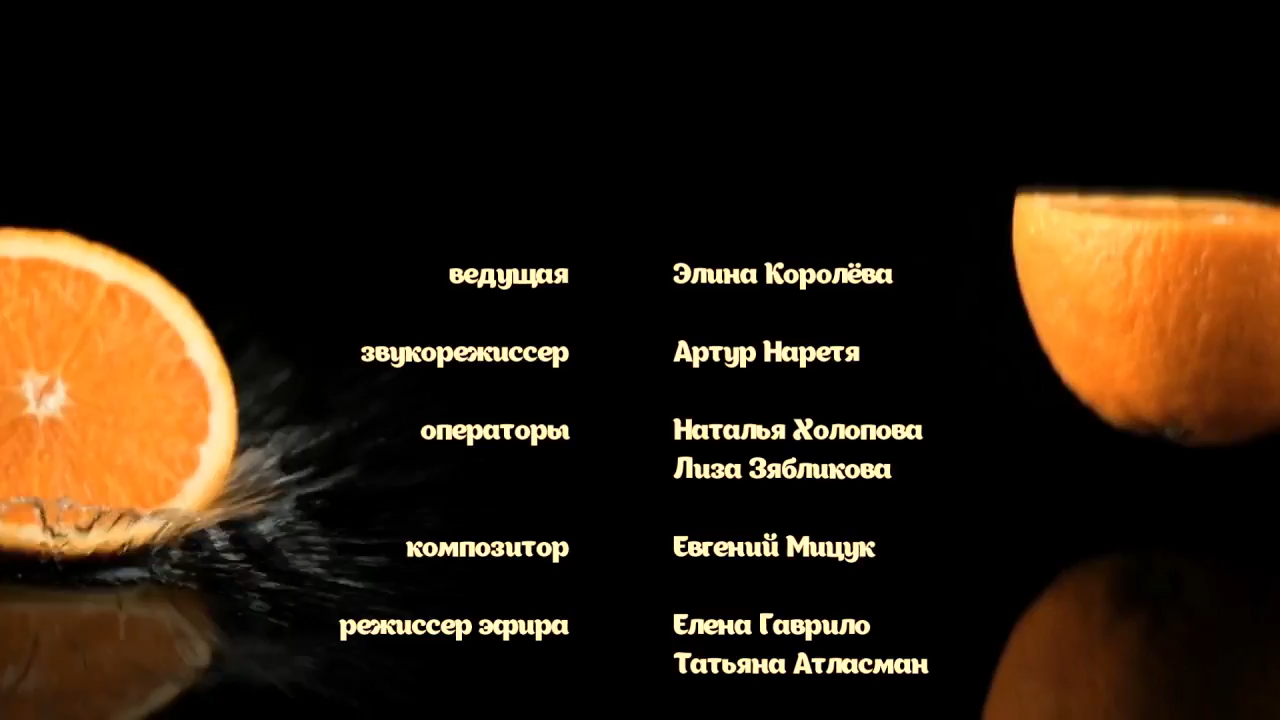 ведущая Элина Королёва
звукорежиссер Артур Наретя
операторы Наталья Холопова
Лиза Зябликова
композитор Евгений Мицук
режиссер эфира Елена Гаврило
Татьяна Атласман